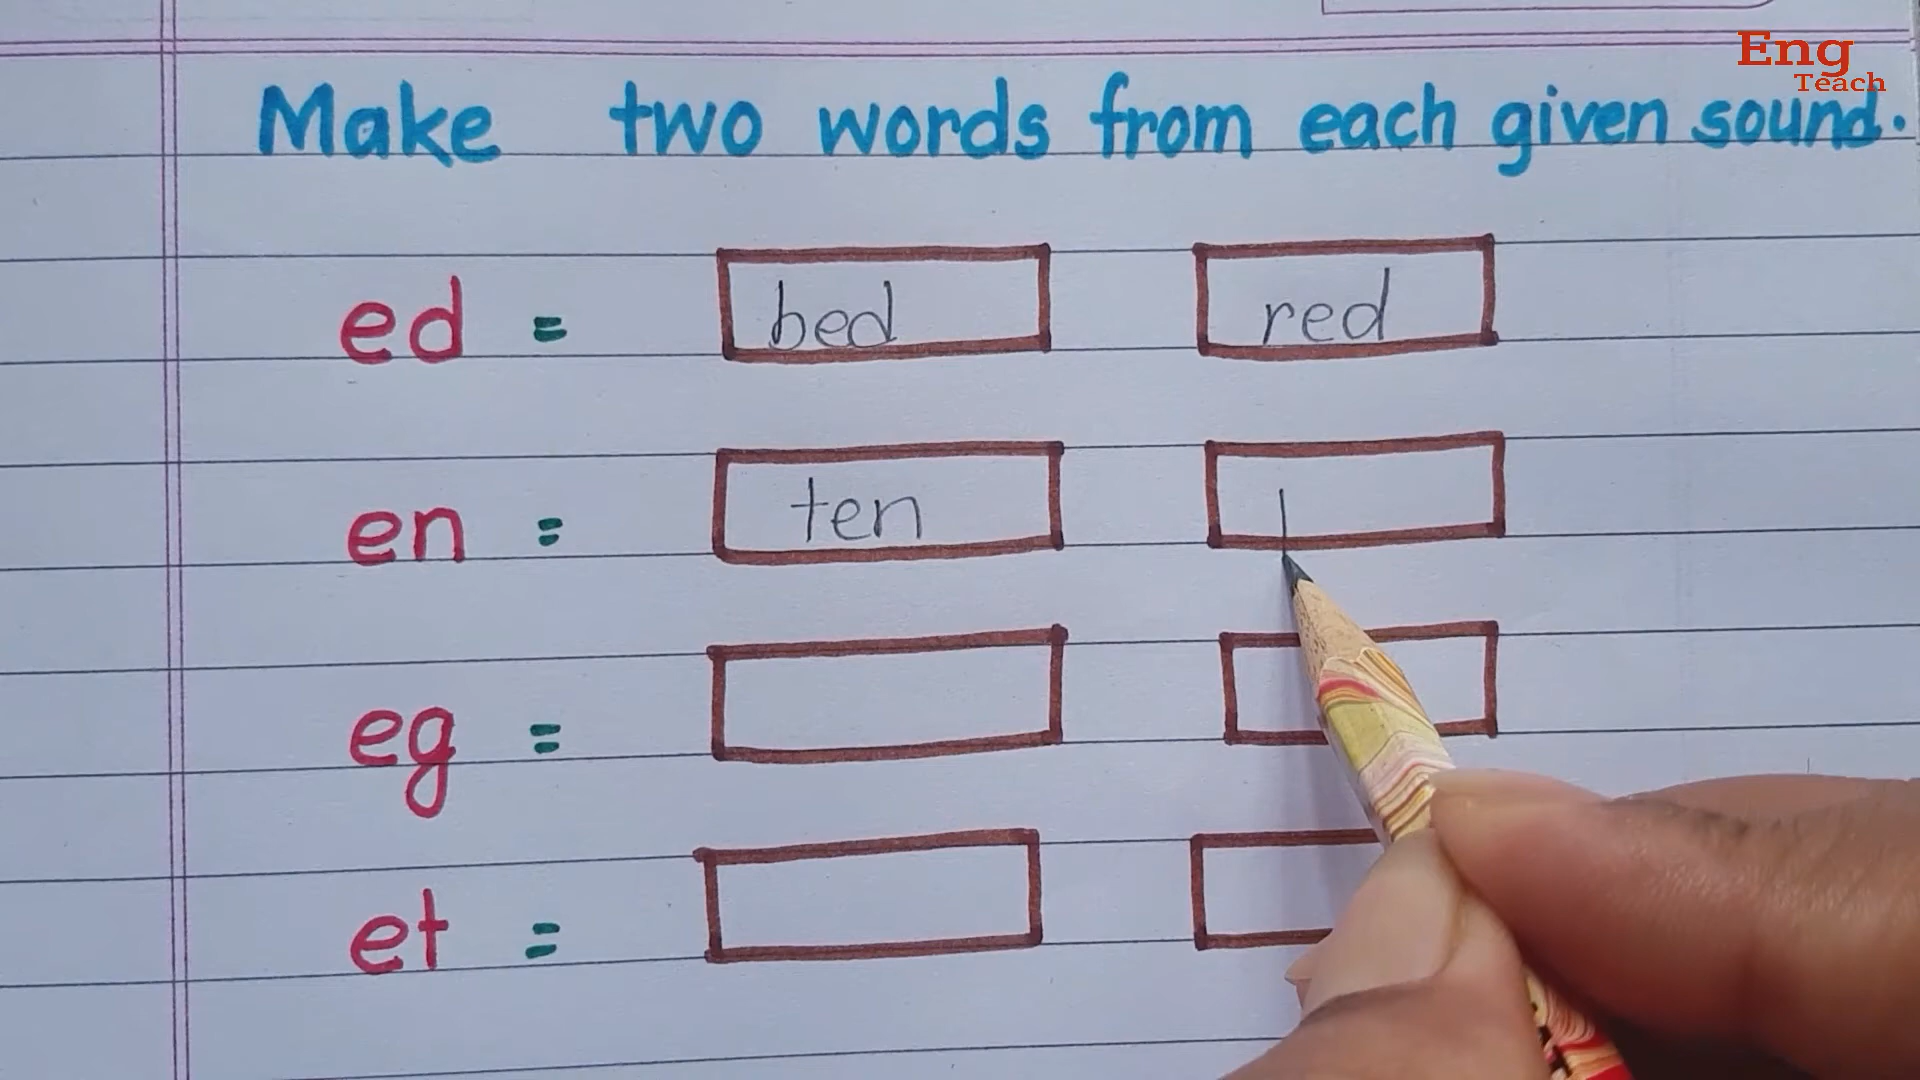 Eng
Teach
Make two words from each given sound.
ed = bed red
en = ten
eg =
et =